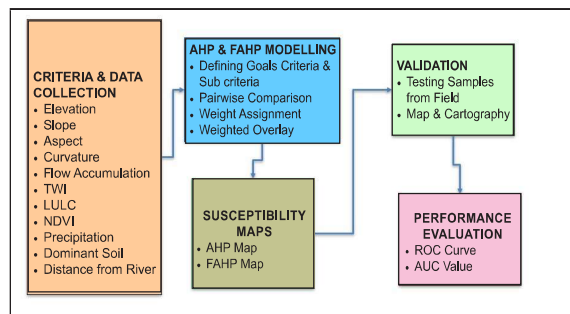 CRITERIA & DATA
COLLECTION
• Elevation
• Slope
• Aspect
• Curvature
• Flow Accumulation
• TWI
• LULC
• NDVI
• Precipitation
• Dominant Soil
• Distance from River
AHP & FAHP MODELLING
• Defining Goals Criteria &
Sub criteria
• Pairwise Comparison
• Weight Assignment
• Weighted Overlay
SUSCEPTIBILITY
MAPS
• AHP Map
• FAHP Map
VALIDATION
• Testing Samples
from Field
• Map & Cartography
PERFORMANCE
EVALUATION
• ROC Curve
• AUC Value